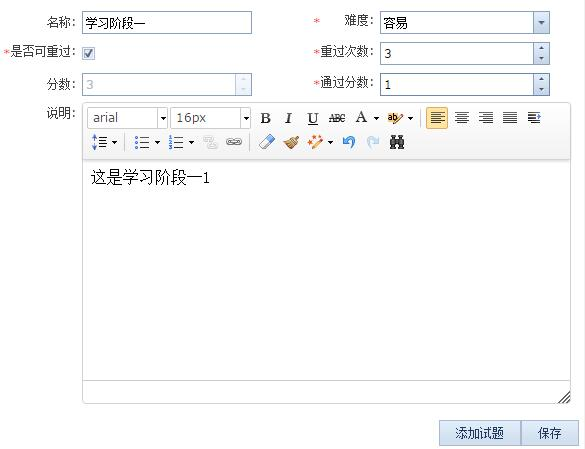 名称: 学习阶段一 * 难度: 容易
*是否可重过: *重过次数: 3
分数: 3 *通过分数: 1
说明: arial 16px B I U ABC A ab
这是学习阶段一1
添加试题 保存